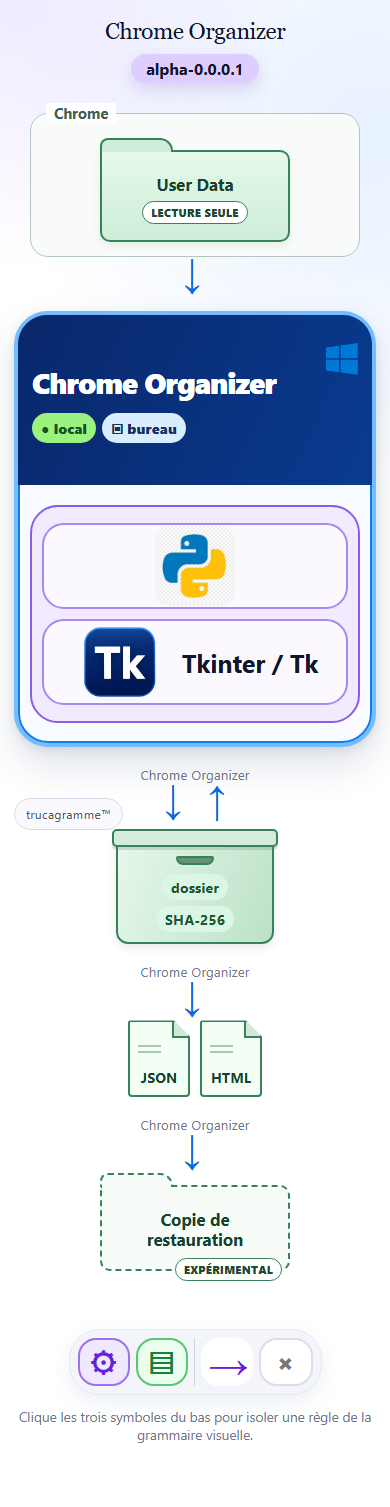 Chrome Organizer
alpha-0.0.0.1
Chrome
User Data
LECTURE SEULE
Chrome Organizer
local
bureau
Tk
Tkinter / Tk
Chrome Organizer
trucagramme™
dossier
SHA-256
Chrome Organizer
JSON
HTML
Chrome Organizer
Copie de
restauration
EXPÉRIMENTAL
Clique les trois symboles du bas pour isoler une règle de la
grammaire visuelle.